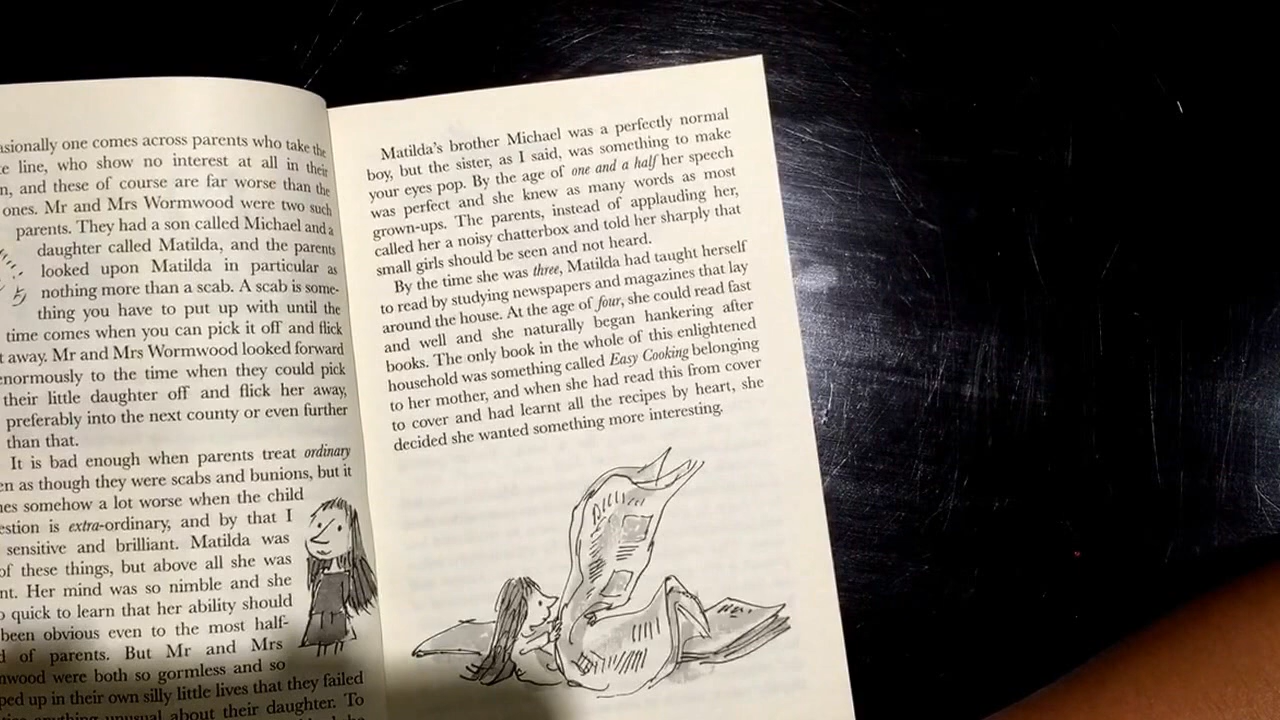 asionally one comes across parents who take the
line, who show no interest at all in their
and these of course are far worse than the
ones. Mr and Mrs Wormwood were two such
parents. They had a son called Michael and a
daughter called Matilda, and the parents
looked upon Matilda in particular as
nothing more than a scab. A scab is some-
thing you have to put up with until the
time comes when you can pick it off and flick
away. Mr and Mrs Wormwood looked forward
enormously to the time when they could pick
their little daughter off and flick her away,
preferably into the next county or even further
than that.
It is bad enough when parents treat ordinary
en as though they were scabs and bunions, but it
es somehow a lot worse when the child
estion is extra-ordinary, and by that I
sensitive and brilliant. Matilda was
of these things, but above all she was
nt. Her mind was so nimble and she
quick to learn that her ability should
been obvious even to the most half-
of parents. But Mr and Mrs
mwood were both so gormless and so
ped up in their own silly little lives that they failed
anything unusual about their daughter. To
Matilda's brother Michael was a perfectly normal
boy, but the sister, as I said, was something to make
your eyes pop. By the age of one and a half her speech
was perfect and she knew as many words as most
grown-ups. The parents, instead of applauding her,
called her a noisy chatterbox and told her sharply that
small girls should be seen and not heard.
By the time she was three, Matilda had taught herself
to read by studying newspapers and magazines that lay
around the house. At the age of four, she could read fast
and well and she naturally began hankering after
books. The only book in the whole of this enlightened
household was something called Easy Cooking belonging
to her mother, and when she had read this from cover
to cover and had learnt all the recipes by heart, she
decided she wanted something more interesting.